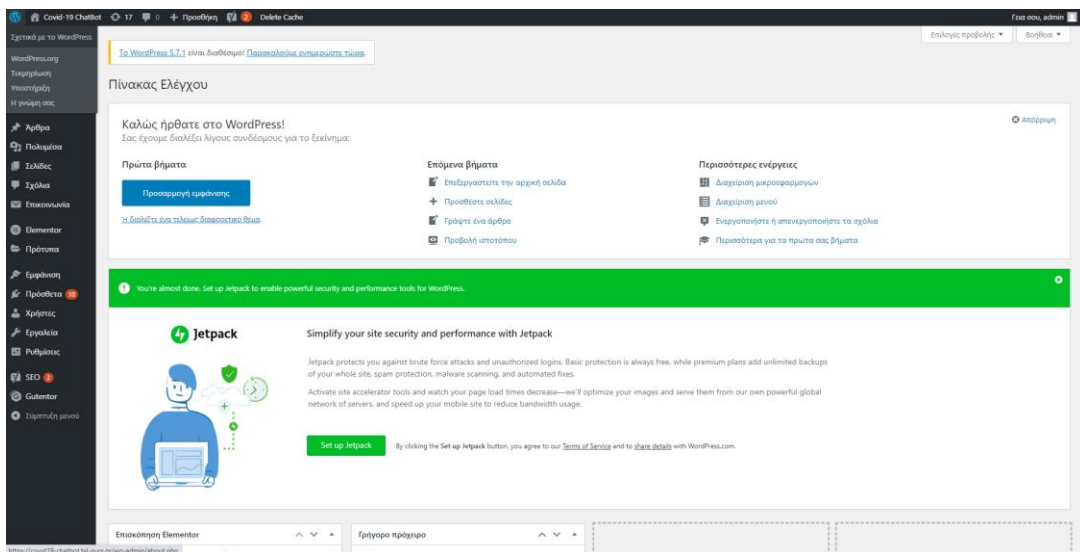 Covid-19 ChatBot 17 0 + Προσθήκη 2 Delete Cache Γεια σου, admin
Σχετικά με το WordPress
WordPress.org
Τεκμηρίωση
Υποστήριξη
Η γνώμη σας
Επιλογές προβολής ▼ Βοήθεια ▼
Το WordPress 5.7.1 είναι διαθέσιμο! Παρακαλούμε ενημερώστε τώρα.
Πίνακας Ελέγχου
Άρθρα
Πολυμέσα
Σελίδες
Σχόλια
Επικοινωνία
Elementor
Πρότυπα
Εμφάνιση
Πρόσθετα 10
Χρήστες
Εργαλεία
Ρυθμίσεις
SEO 2
Gutentor
Σύμπτυξη μενού
Καλώς ήρθατε στο WordPress!
Απόρριψη
Σας έχουμε διαλέξει λίγους συνδέσμους για το ξεκίνημα:
Πρώτα βήματα
Προσαρμογή εμφάνισης
Ή διαλέξτε ένα τελείως διαφορετικό θέμα.
Επόμενα βήματα
Επεξεργαστείτε την αρχική σελίδα
Προσθέστε σελίδες
Γράψτε ένα άρθρο
Προβολή ιστοτόπου
Περισσότερες ενέργειες
Διαχείριση μικροεφαρμογών
Διαχείριση μενού
Ενεργοποιήστε ή απενεργοποιήστε τα σχόλια
Περισσότερα για τα πρώτα σας βήματα
You're almost done. Set up Jetpack to enable powerful security and performance tools for WordPress.
Jetpack
Simplify your site security and performance with Jetpack
Jetpack protects you against brute force attacks and unauthorized logins. Basic protection is always free, while premium plans add unlimited backups
of your whole site, spam protection, malware scanning, and automated fixes.
Activate site accelerator tools and watch your page load times decrease—we'll optimize your images and serve them from our own powerful global
network of servers, and speed up your mobile site to reduce bandwidth usage.
Set up Jetpack
By clicking the Set up Jetpack button, you agree to our Terms of Service and to share details with WordPress.com.
Επισκόπηση Elementor
Γρήγορο πρόχειρο